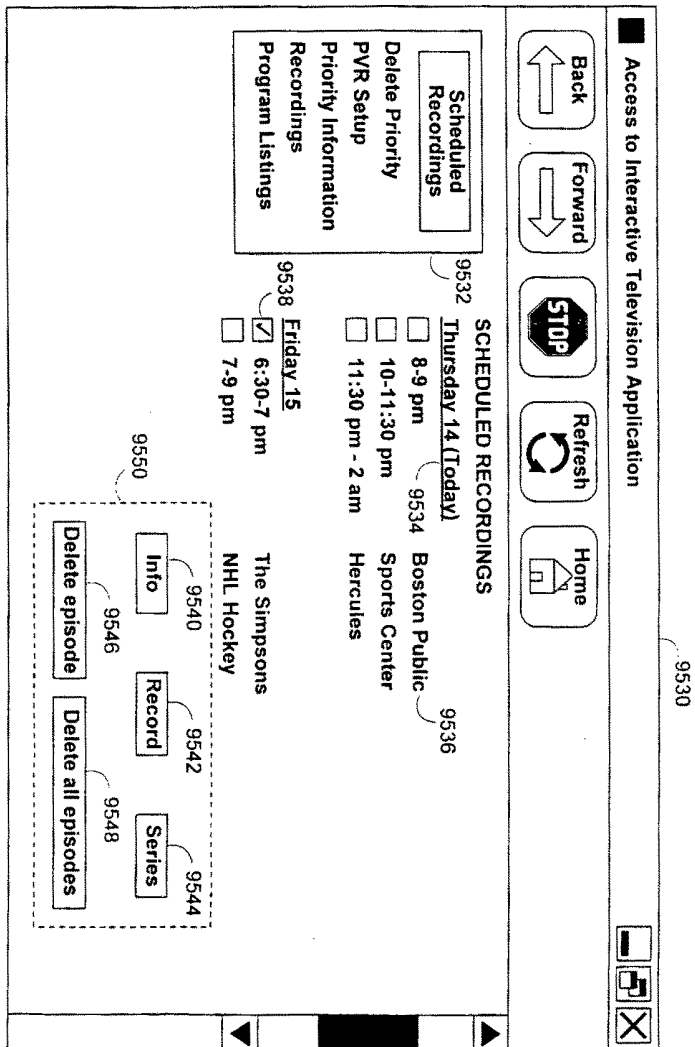 9530
Access to Interactive Television Application
Back
Forward
STOP
Refresh
Home
Scheduled
Recordings
Delete Priority
PVR Setup
Priority Information
Recordings
Program Listings
9532
SCHEDULED RECORDINGS
Thursday 14 (Today)
8-9 pm 9534 Boston Public 9536
10-11:30 pm Sports Center
11:30 pm - 2 am Hercules
Friday 15
9538 6:30-7 pm The Simpsons
7-9 pm NHL Hockey
9540 9542 9544
Info Record Series
9550
9546 9548
Delete episode Delete all episodes